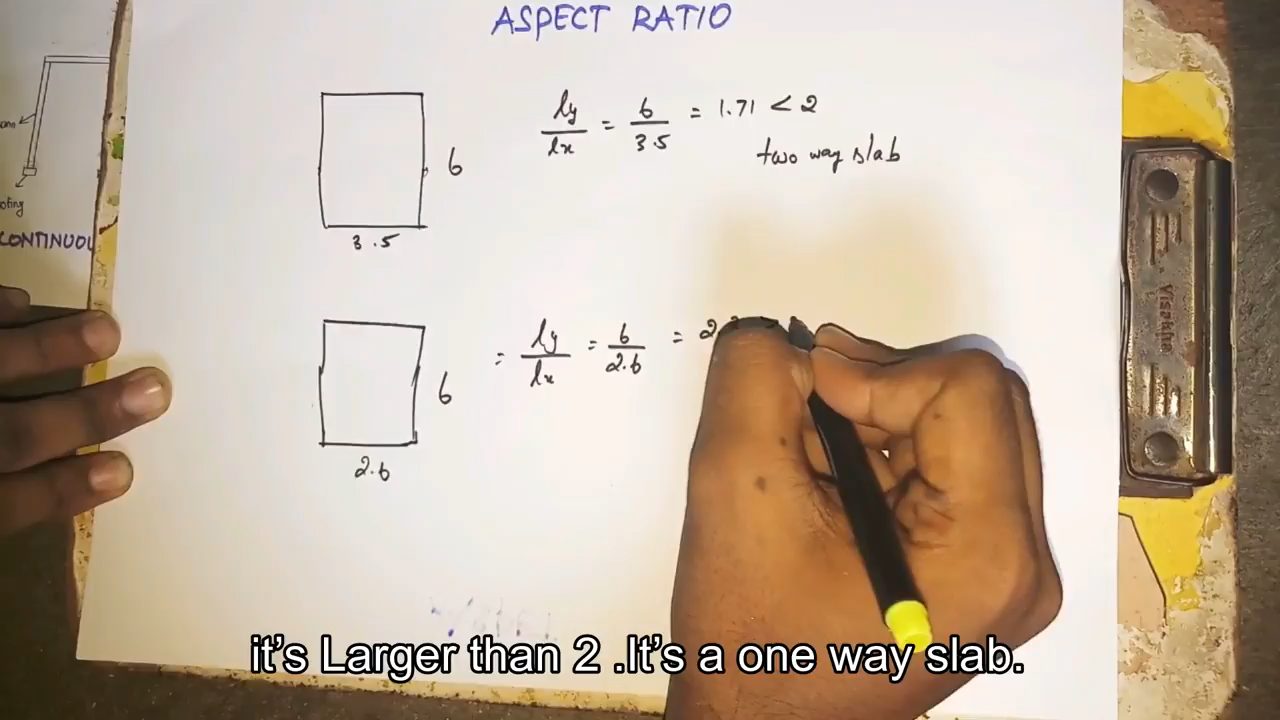 ASPECT RATIO
ly/lx = 6/3.5 = 1.71 < 2
two way slab
6
3.5
= ly/lx = 6/2.6 = 2
6
2.6
CONTINUOU
Visakha
it's Larger than 2 .It's a one way slab.